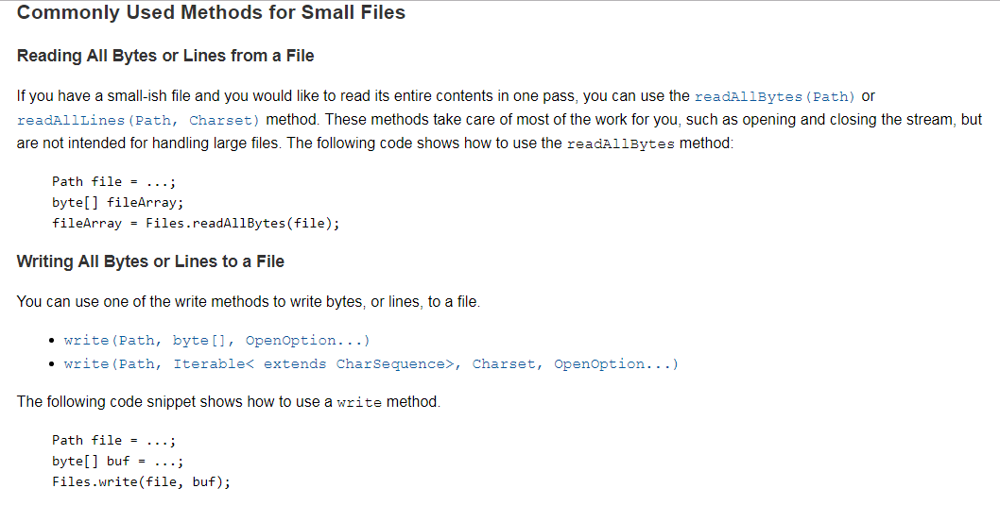 Commonly Used Methods for Small Files
Reading All Bytes or Lines from a File
If you have a small-ish file and you would like to read its entire contents in one pass, you can use the readAllBytes(Path) or
readAllLines(Path, Charset) method. These methods take care of most of the work for you, such as opening and closing the stream, but
are not intended for handling large files. The following code shows how to use the readAllBytes method:
Path file = ...;
byte[] fileArray;
fileArray = Files.readAllBytes(file);
Writing All Bytes or Lines to a File
You can use one of the write methods to write bytes, or lines, to a file.
• write(Path, byte[], OpenOption...)
• write(Path, Iterable< extends CharSequence>, Charset, OpenOption...)
The following code snippet shows how to use a write method.
Path file = ...;
byte[] buf = ...;
Files.write(file, buf);